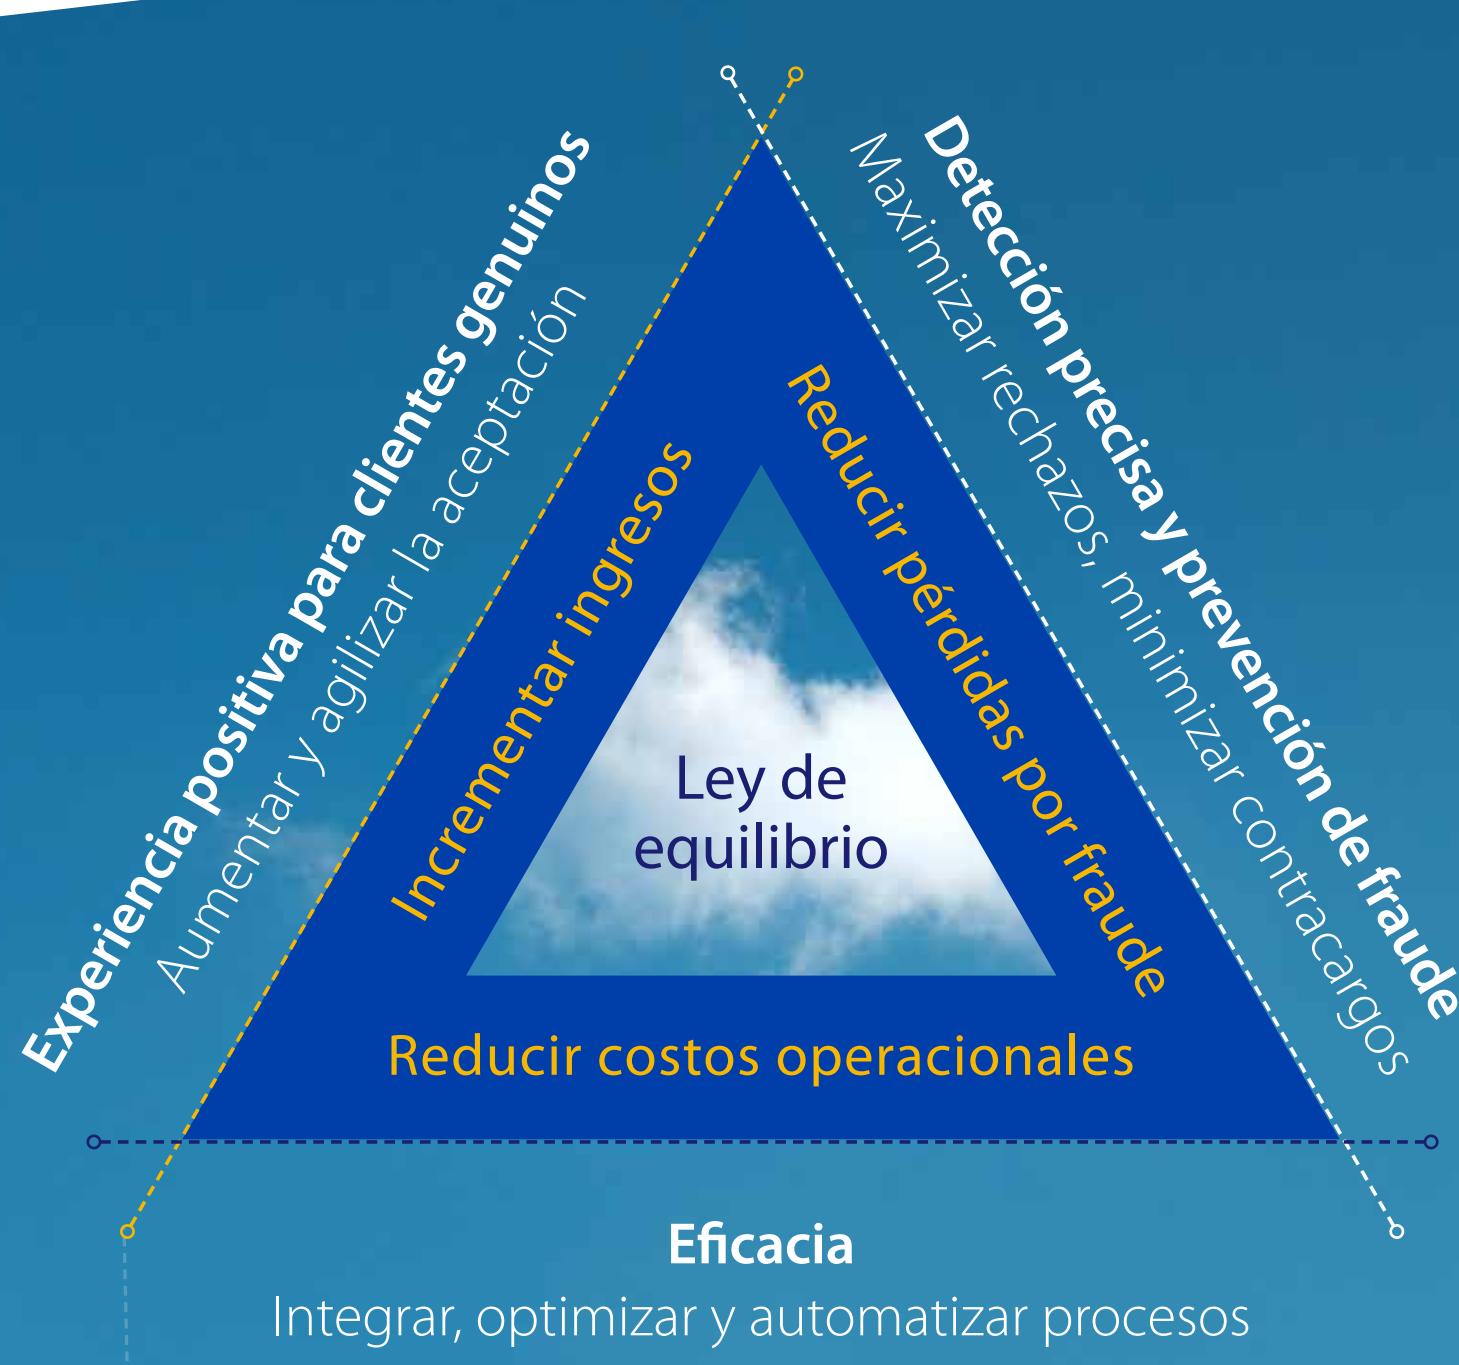 Experiencia positiva para clientes genuinos
Aumentar y agilizar la aceptación
Detección precisa y prevención de fraude
Maximizar rechazos, minimizar contracargos
Incrementar ingresos
Reducir pérdidas por fraude
Ley de
equilibrio
Reducir costos operacionales
Eficacia
Integrar, optimizar y automatizar procesos